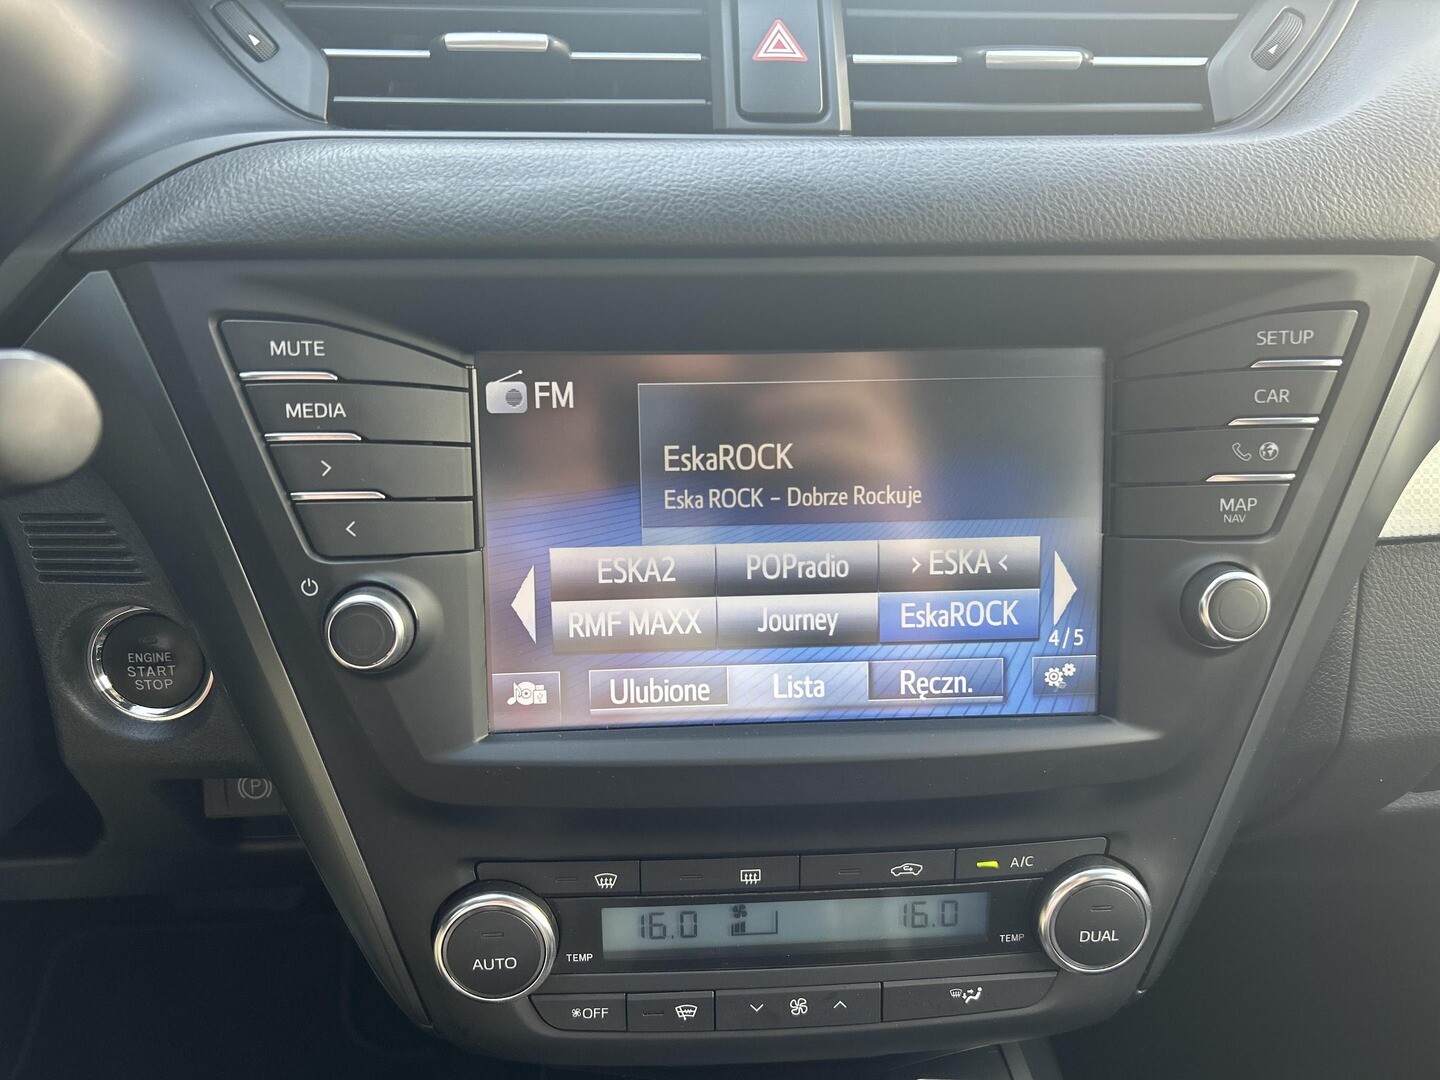 MUTE
MEDIA
>
<
ENGINE
START
STOP
FM
EskaROCK
Eska ROCK – Dobrze Rockuje
ESKA2
POPradio
> ESKA <
RMF MAXX
Journey
EskaROCK
4/5
Ulubione
Lista
Ręczn.
SETUP
CAR
MAP
NAV
P
A/C
AUTO
TEMP
16.0
16.0
TEMP
DUAL
OFF